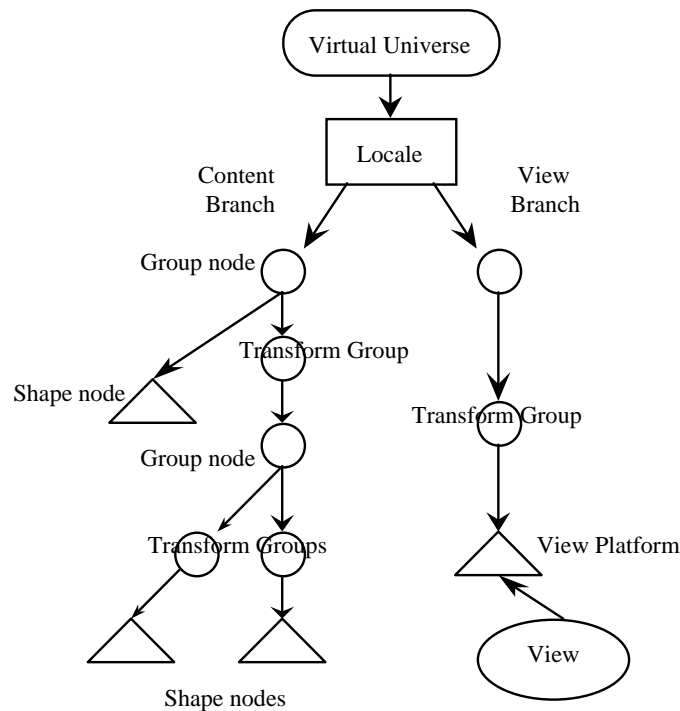 Virtual Universe
Locale
Content
Branch
View
Branch
Group node
Transform Group
Shape node
Transform Group
Group node
Transform Groups
View Platform
View
Shape nodes